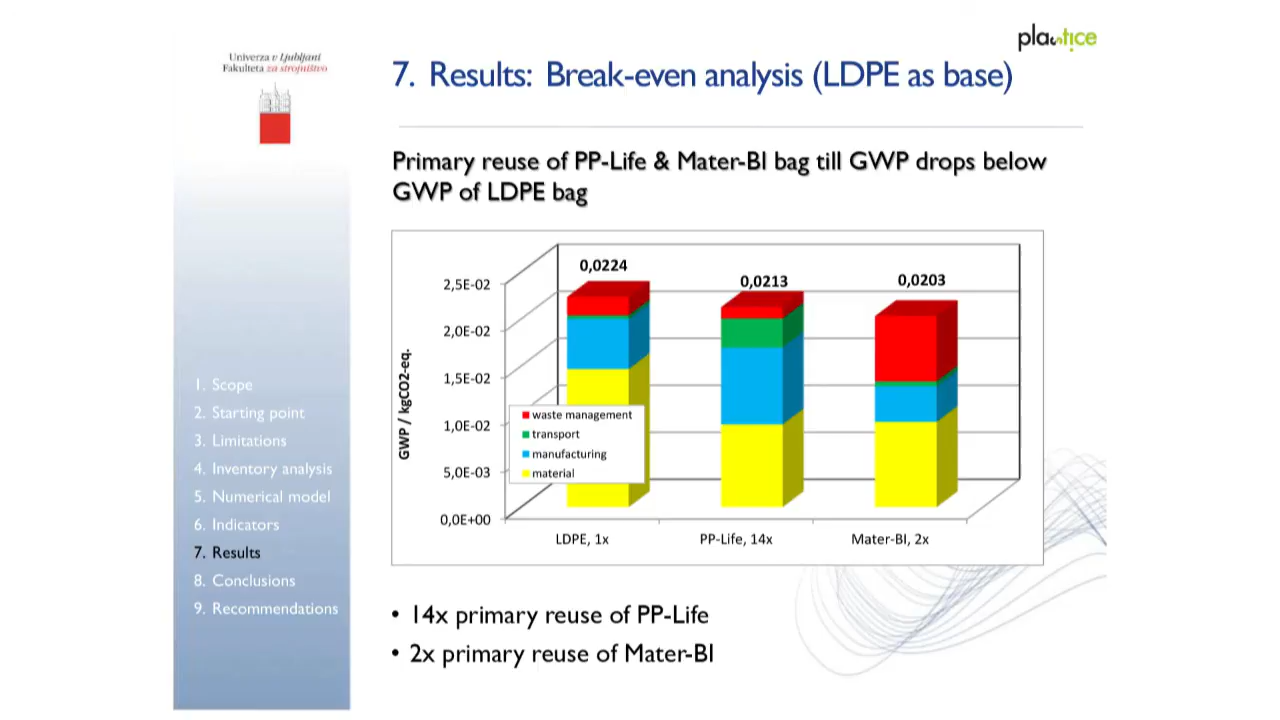 plastice
Univerza v Ljubljani
Fakulteta za strojništvo
7. Results: Break-even analysis (LDPE as base)
Primary reuse of PP-Life & Mater-BI bag till GWP drops below
GWP of LDPE bag
GWP / kgCO2-eq.
2,5E-02
2,0E-02
1,5E-02
1,0E-02
5,0E-03
0,0E+00
0,0224
0,0213
0,0203
waste management
transport
manufacturing
material
LDPE, 1x
PP-Life, 14x
Mater-BI, 2x
1. Scope
2. Starting point
3. Limitations
4. Inventory analysis
5. Numerical model
6. Indicators
7. Results
8. Conclusions
9. Recommendations
• 14x primary reuse of PP-Life
• 2x primary reuse of Mater-BI